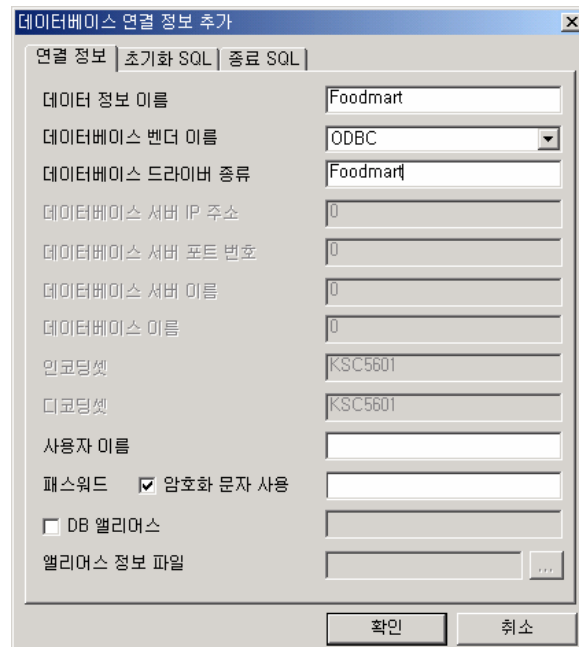 데이터베이스 연결 정보 추가
연결 정보 초기화 SQL 종료 SQL
데이터 정보 이름 Foodmart
데이터베이스 벤더 이름 ODBC
데이터베이스 드라이버 종류 Foodmart
데이터베이스 서버 IP 주소 0
데이터베이스 서버 포트 번호 0
데이터베이스 서버 이름 0
데이터베이스 이름 0
인코딩셋 KSC5601
디코딩셋 KSC5601
사용자 이름
패스워드 암호화 문자 사용
DB 앨리어스
앨리어스 정보 파일 ...
확인 취소